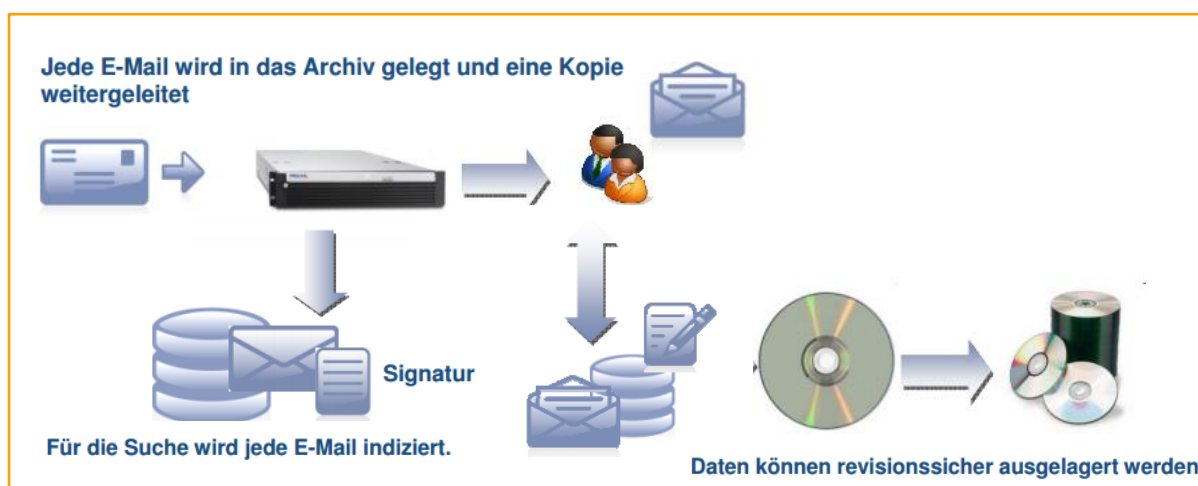 Jede E-Mail wird in das Archiv gelegt und eine Kopie
weitergeleitet
Signatur
Für die Suche wird jede E-Mail indiziert.
Daten können revisionssicher ausgelagert werden